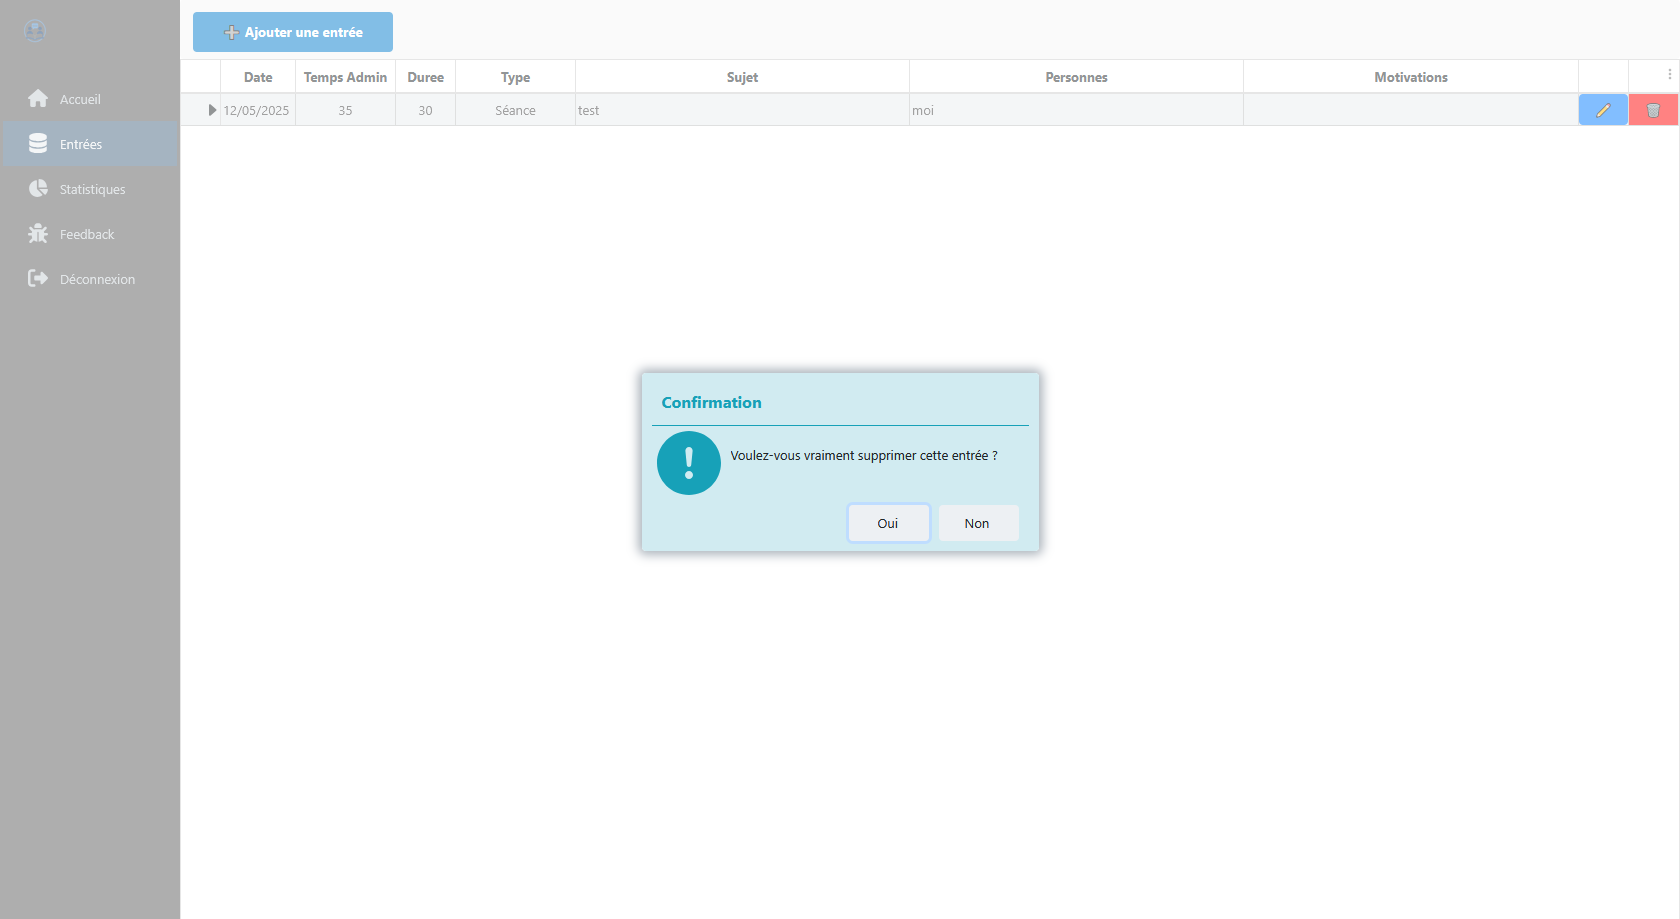 Ajouter une entrée
Date Temps Admin Duree Type Sujet Personnes Motivations
12/05/2025 35 30 Séance test moi
Accueil
Entrées
Statistiques
Feedback
Déconnexion
Confirmation
Voulez-vous vraiment supprimer cette entrée ?
Oui Non